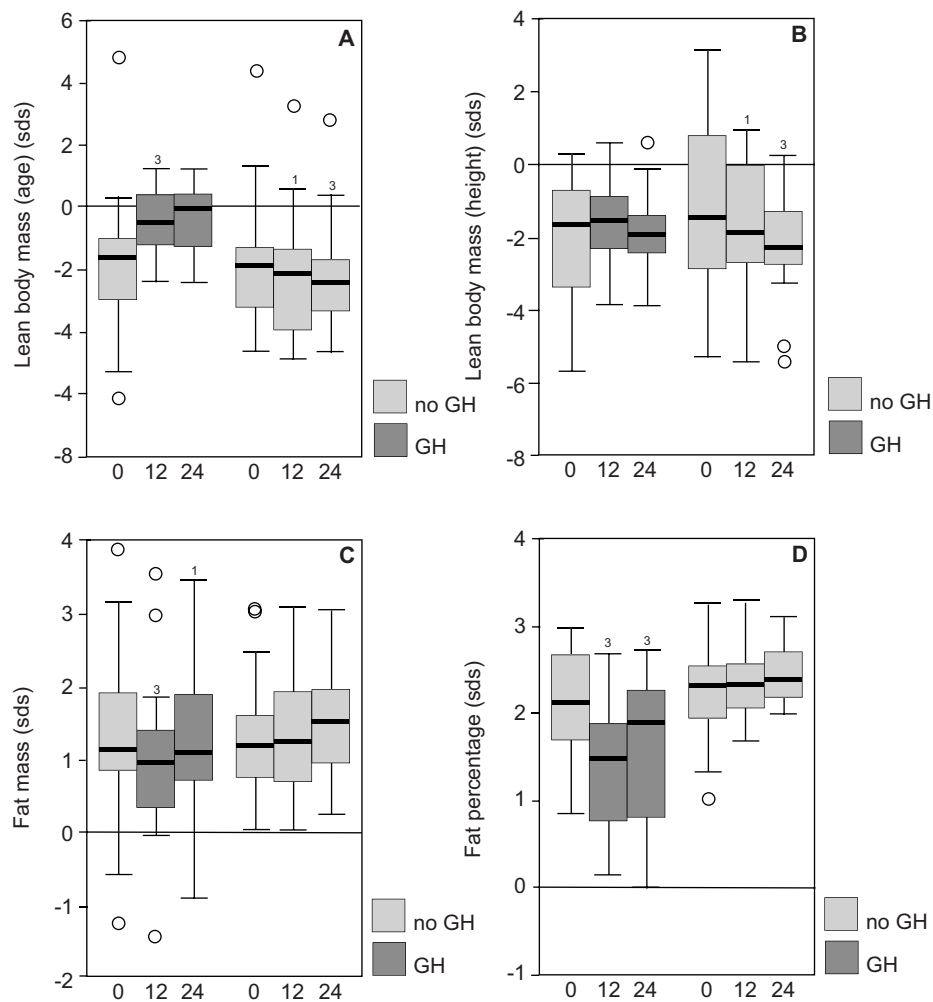 A
Lean body mass (age) (sds)
6
4
2
0
-2
-4
-4
-8
3
1
3
0 12 24 0 12 24
no GH
GH
B
Lean body mass (height) (sds)
4
2
0
-2
-4
-6
-8
1
3
0 12 24 0 12 24
no GH
GH
C
Fat mass (sds)
4
3
2
1
0
-1
-2
3
1
0 12 24 0 12 24
no GH
GH
D
Fat percentage (sds)
4
3
2
1
0
-1
3
3
0 12 24 0 12 24
no GH
GH